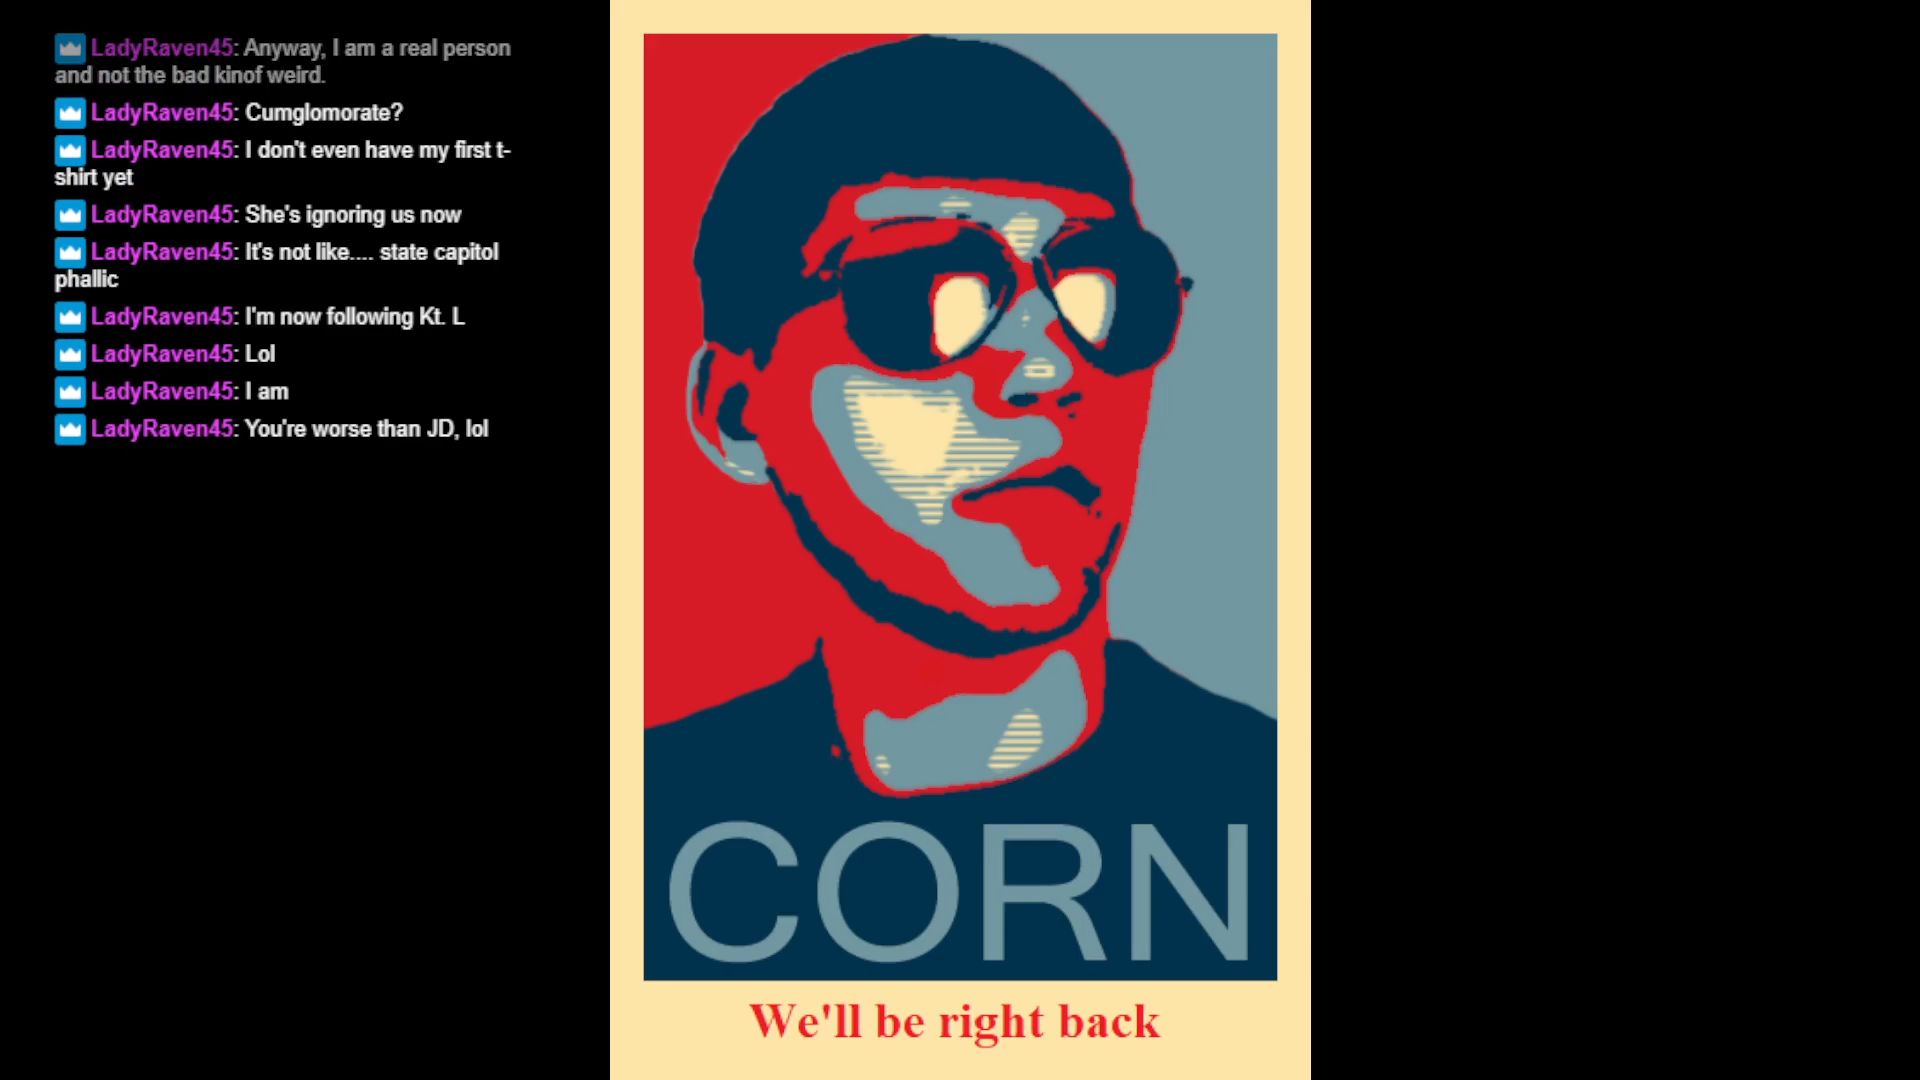 LadyRaven45: Anyway, I am a real person
and not the bad kinof weird.
LadyRaven45: Cumglomorate?
LadyRaven45: I don't even have my first t-
shirt yet
LadyRaven45: She's ignoring us now
LadyRaven45: It's not like.... state capitol
phallic
LadyRaven45: I'm now following Kt. L
LadyRaven45: Lol
LadyRaven45: I am
LadyRaven45: You're worse than JD, lol
CORN
We'll be right back